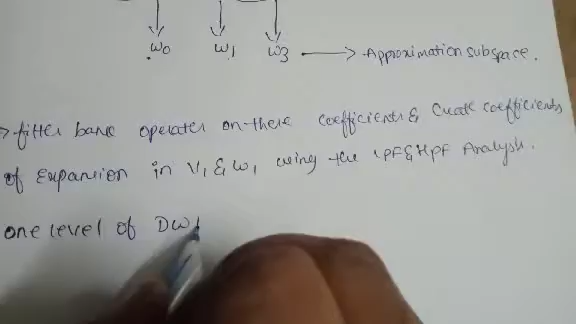 W0 W1 W3 → Approximation subspace.
→ filter bank operates on these coefficients & Create coefficients
of Expansion in V1 & W1 using the LPF & HPF Analysis.
one level of DW